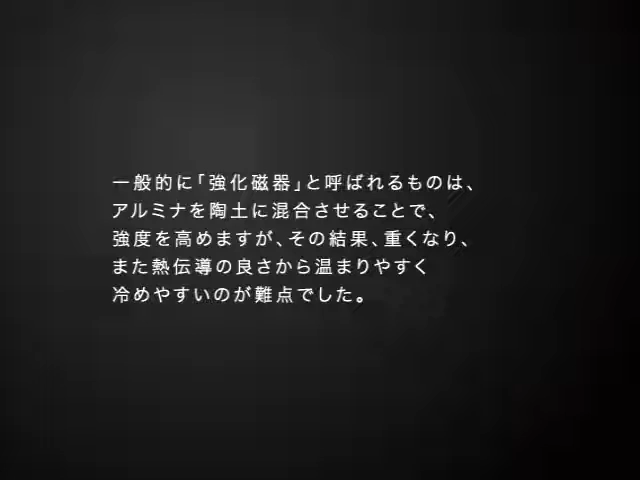 一般的に「強化磁器」と呼ばれるものは、
アルミナを陶土に混合させることで、
強度を高めますが、その結果、重くなり、
また熱伝導の良さから温まりやすく
冷めやすいのが難点でした。